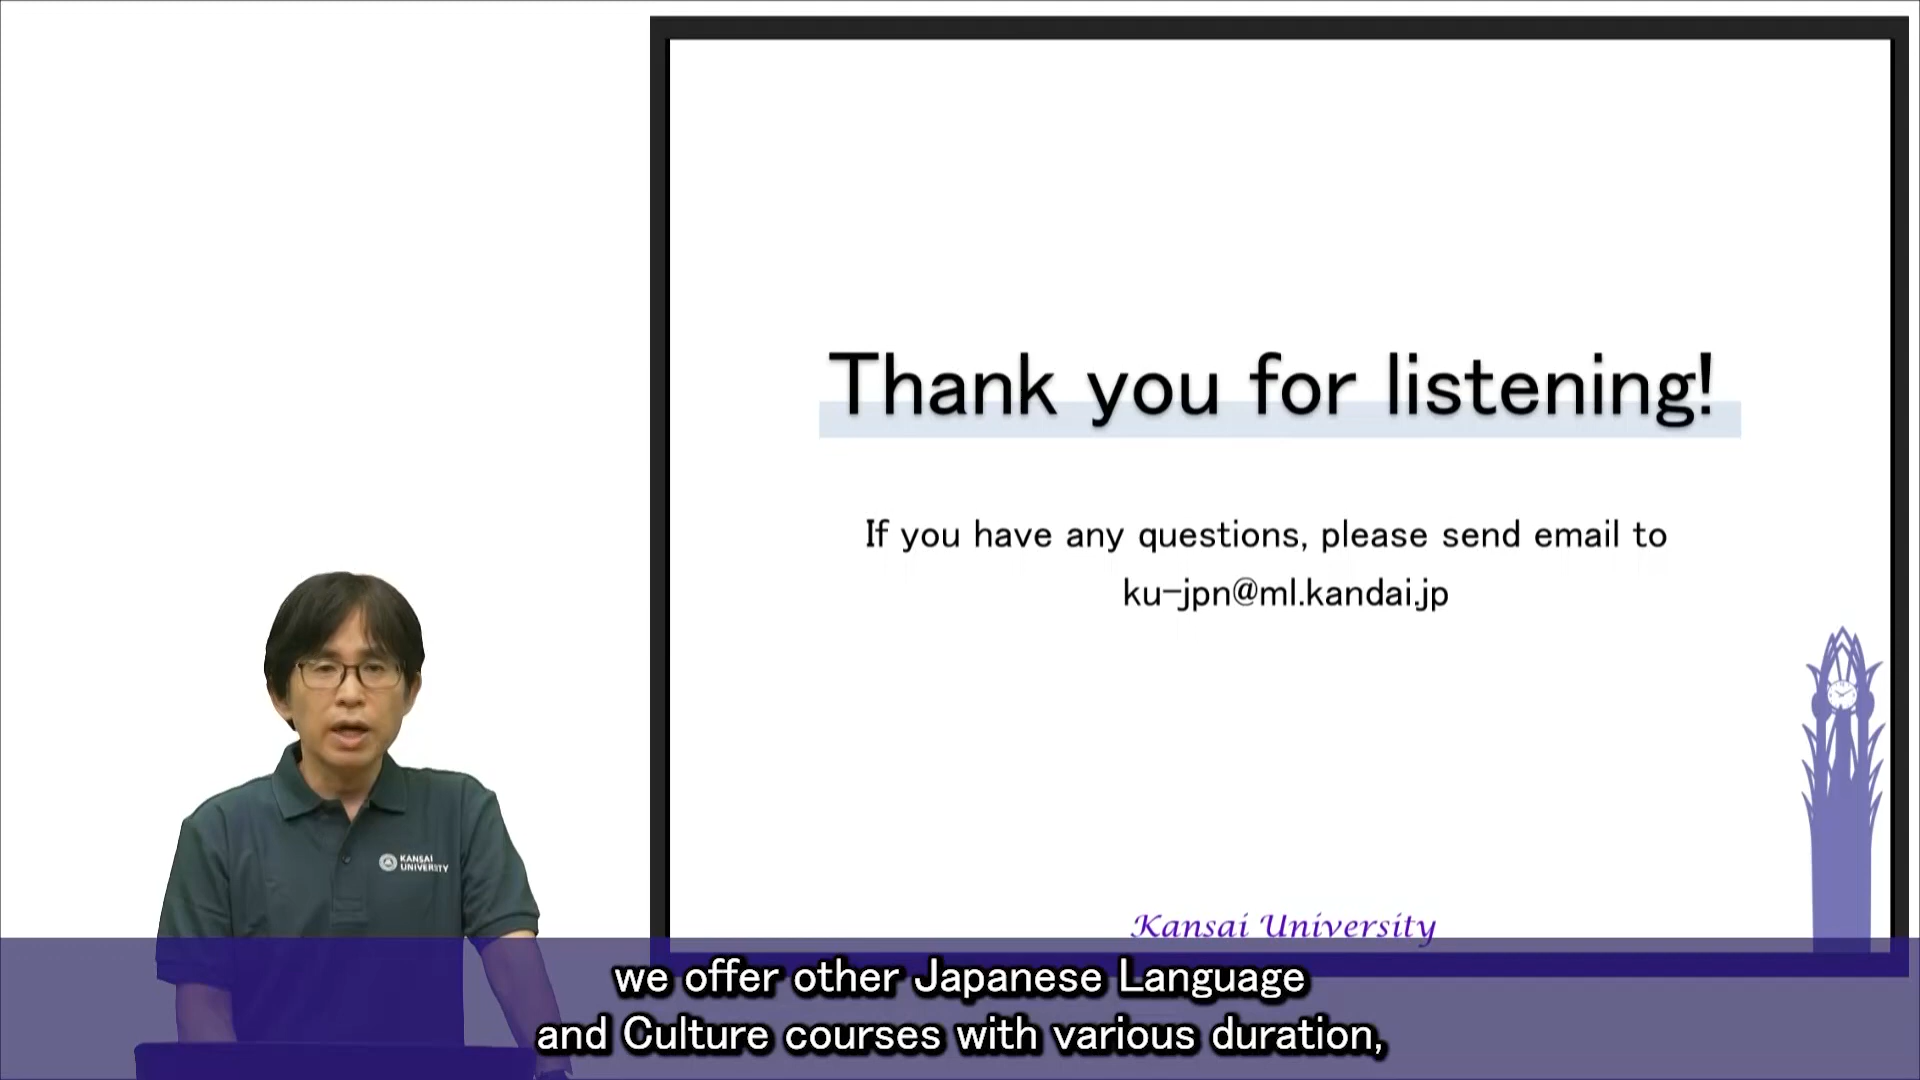 Thank you for listening!
If you have any questions, please send email to
ku-jpn@ml.kandai.jp
KANSAI
UNIVERSITY
Kansai University
we offer other Japanese Language
and Culture courses with various duration,